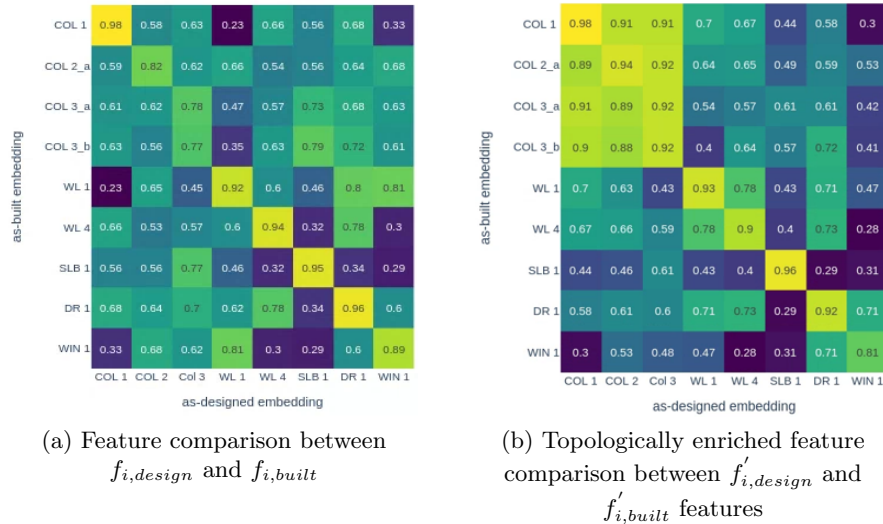 COL 1 0.98 0.58 0.63 0.23 0.66 0.56 0.68 0.33
COL 2_a 0.59 0.82 0.62 0.66 0.54 0.56 0.64 0.68
COL 3_a 0.61 0.62 0.78 0.47 0.57 0.73 0.68 0.63
COL 3_b 0.63 0.56 0.77 0.35 0.63 0.79 0.72 0.61
WL 1 0.23 0.65 0.45 0.92 0.6 0.46 0.8 0.81
WL 4 0.66 0.53 0.57 0.6 0.94 0.32 0.78 0.3
SLB 1 0.56 0.56 0.77 0.46 0.32 0.95 0.34 0.29
DR 1 0.68 0.64 0.7 0.62 0.78 0.34 0.96 0.6
WIN 1 0.33 0.68 0.62 0.81 0.3 0.29 0.6 0.89
COL 1 COL 2 Col 3 WL 1 WL 4 SLB 1 DR 1 WIN 1
as-designed embedding
as-built embedding
(a) Feature comparison between
f_{i,design} and f_{i,built}
COL 1 0.98 0.91 0.91 0.7 0.67 0.44 0.58 0.3
COL 2_a 0.89 0.94 0.92 0.64 0.65 0.49 0.59 0.53
COL 3_a 0.91 0.89 0.92 0.54 0.57 0.61 0.61 0.42
COL 3_b 0.9 0.88 0.92 0.4 0.64 0.57 0.72 0.41
WL 1 0.7 0.63 0.43 0.93 0.78 0.43 0.71 0.47
WL 4 0.67 0.66 0.59 0.78 0.9 0.4 0.73 0.28
SLB 1 0.44 0.46 0.61 0.43 0.4 0.96 0.29 0.31
DR 1 0.58 0.61 0.6 0.71 0.73 0.29 0.92 0.71
WIN 1 0.3 0.53 0.48 0.47 0.28 0.31 0.71 0.81
COL 1 COL 2 Col 3 WL 1 WL 4 SLB 1 DR 1 WIN 1
as-designed embedding
as-built embedding
(b) Topologically enriched feature
comparison between f'_{i,design} and
f'_{i,built} features